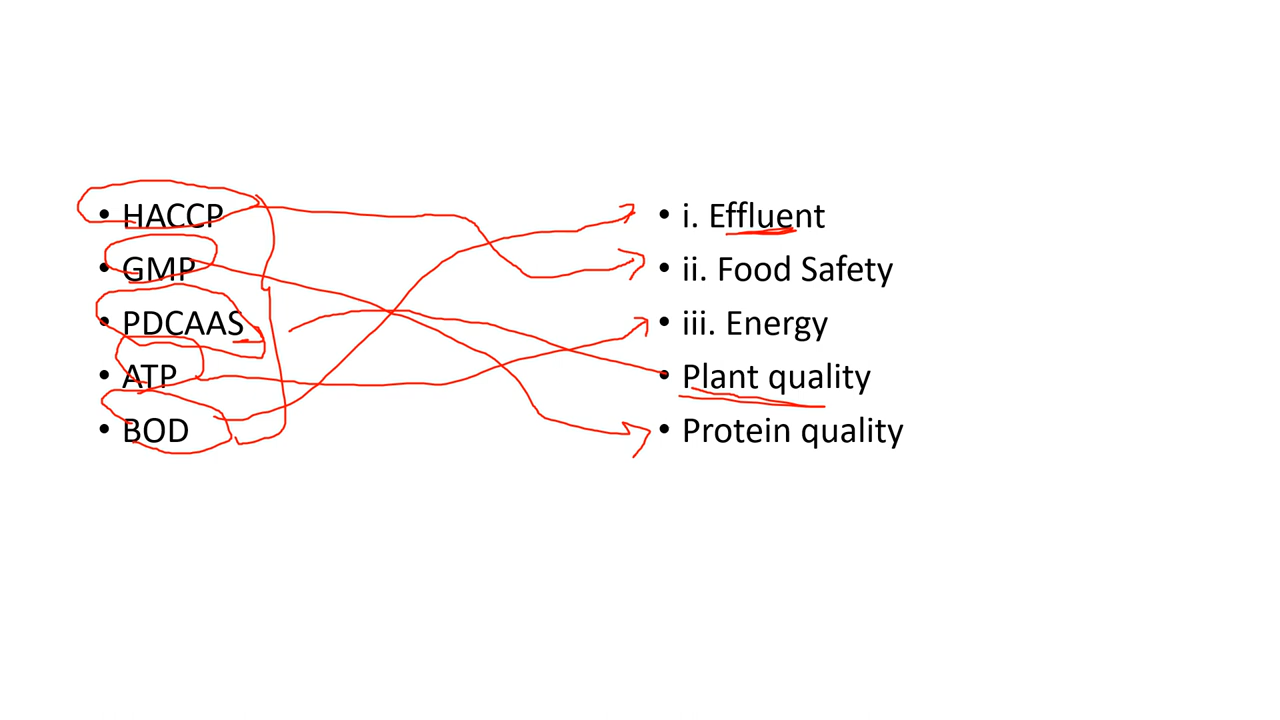 • HACCP
• GMP
• PDCAAS
• ATP
• BOD
• i. Effluent
• ii. Food Safety
• iii. Energy
• Plant quality
• Protein quality